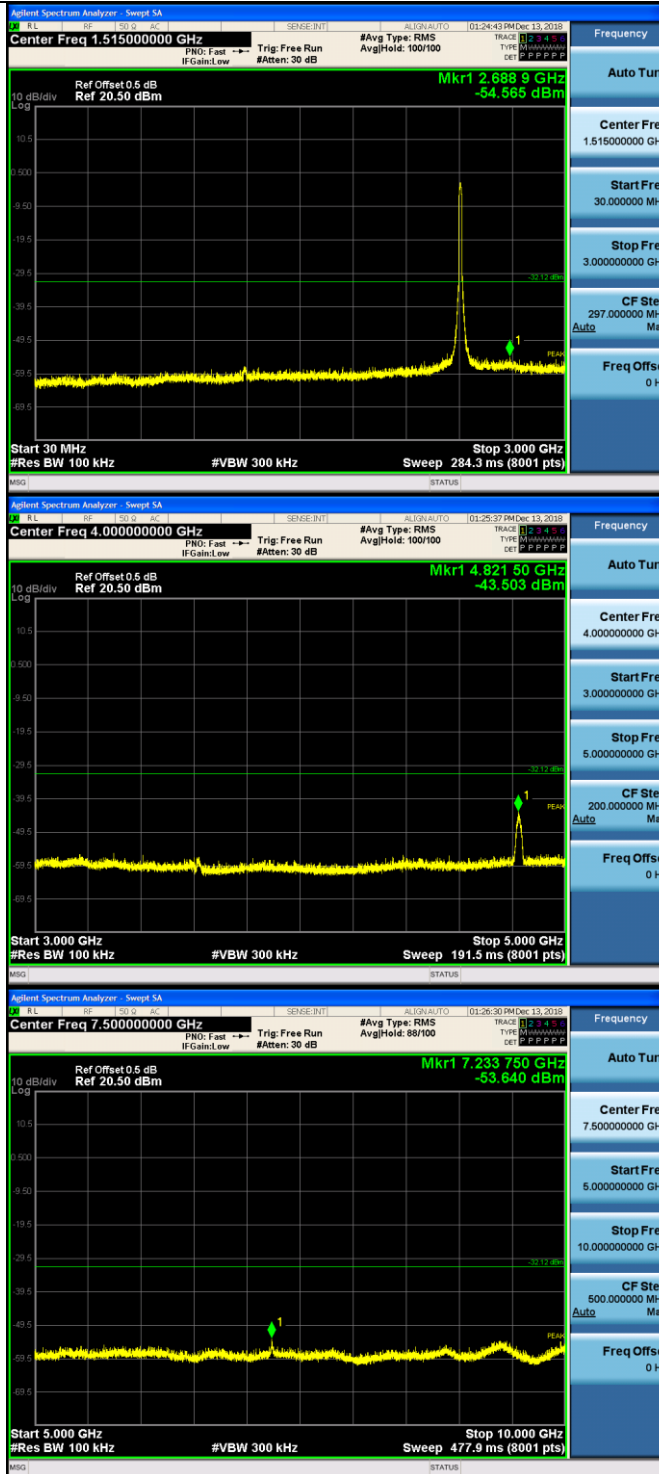 Agilent Spectrum Analyzer - Swept SA
RL RF 50 Ω AC SENSE:INT ALIGN AUTO 01:24:43 PM Dec 13, 2018
Center Freq 1.515000000 GHz
PNO: Fast
IFGain:Low
Trig: Free Run
#Atten: 30 dB
#Avg Type: RMS
Avg|Hold: 100/100
TRACE 1 2 3 4 5 6
TYPE M
DET P P P P P P
Frequency
Ref Offset 0.5 dB
Ref 20.50 dBm
10 dB/div
Log
Mkr1 2.688 9 GHz
-54.565 dBm
Auto Tun
Center Fre
1.515000000 GH
Start Fre
30.000000 MH
Stop Fre
3.000000000 GH
CF Ste
297.000000 MH
Auto Ma
Freq Offse
0 H
10.5
0.500
-9.50
-19.5
-29.5
-39.5
-49.5
-59.5
-69.5
-32.12 dBm
1
PEAK
Start 30 MHz
Stop 3.000 GHz
#Res BW 100 kHz #VBW 300 kHz Sweep 284.3 ms (8001 pts)
MSG STATUS
Agilent Spectrum Analyzer - Swept SA
RL RF 50 Ω AC SENSE:INT ALIGN AUTO 01:25:37 PM Dec 13, 2018
Center Freq 4.000000000 GHz
PNO: Fast
IFGain:Low
Trig: Free Run
#Atten: 30 dB
#Avg Type: RMS
Avg|Hold: 100/100
TRACE 1 2 3 4 5 6
TYPE M
DET P P P P P P
Frequency
Ref Offset 0.5 dB
Ref 20.50 dBm
10 dB/div
Log
Mkr1 4.821 50 GHz
-43.503 dBm
Auto Tun
Center Fre
4.000000000 GH
Start Fre
3.000000000 GH
Stop Fre
5.000000000 GH
CF Ste
200.000000 MH
Auto Ma
Freq Offse
0 H
10.5
0.500
-9.50
-19.5
-29.5
-39.5
-49.5
-59.5
-69.5
-32.12 dBm
1
PEAK
Start 3.000 GHz
Stop 5.000 GHz
#Res BW 100 kHz #VBW 300 kHz Sweep 191.5 ms (8001 pts)
MSG STATUS
Agilent Spectrum Analyzer - Swept SA
RL RF 50 Ω AC SENSE:INT ALIGN AUTO 01:26:30 PM Dec 13, 2018
Center Freq 7.500000000 GHz
PNO: Fast
IFGain:Low
Trig: Free Run
#Atten: 30 dB
#Avg Type: RMS
Avg|Hold: 88/100
TRACE 1 2 3 4 5 6
TYPE M
DET P P P P P P
Frequency
Ref Offset 0.5 dB
Ref 20.50 dBm
10 dB/div
Log
Mkr1 7.233 750 GHz
-53.640 dBm
Auto Tun
Center Fre
7.500000000 GH
Start Fre
5.000000000 GH
Stop Fre
10.000000000 GH
CF Ste
500.000000 MH
Auto Ma
Freq Offse
0 H
10.5
0.500
-9.50
-19.5
-29.5
-39.5
-49.5
-59.5
-69.5
-32.12 dBm
1
PEAK
Start 5.000 GHz
Stop 10.000 GHz
#Res BW 100 kHz #VBW 300 kHz Sweep 477.9 ms (8001 pts)
MSG STATUS